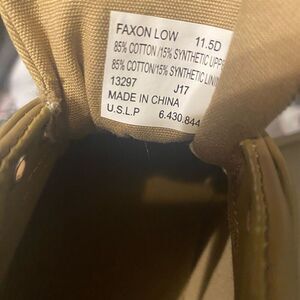 FAXON LOW 11.5D
85% COTTON/15% SYNTHETIC UPP
85% COTTON/15% SYNTHETIC LININ
13297 J17
MADE IN CHINA
U.S.L.P 6.430.844